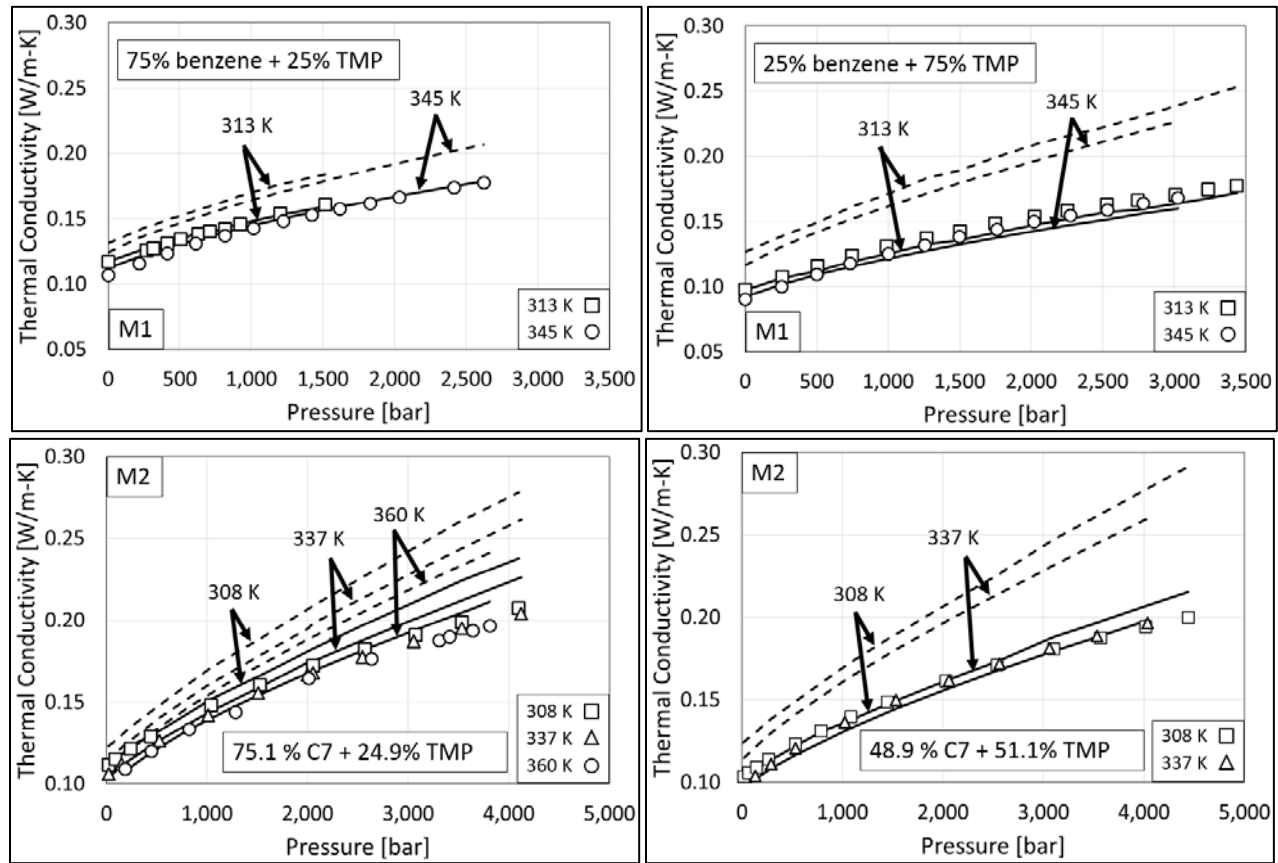 Thermal Conductivity [W/m-K]
0.30
0.25
0.20
0.15
0.10
0.05
75% benzene + 25% TMP
345 K
313 K
313 K
345 K
M1
0 500 1,000 1,500 2,000 2,500 3,000 3,500
Pressure [bar]
Thermal Conductivity [W/m-K]
0.30
0.25
0.20
0.15
0.10
0.05
25% benzene + 75% TMP
345 K
313 K
313 K
345 K
M1
0 500 1,000 1,500 2,000 2,500 3,000 3,500
Pressure [bar]
Thermal Conductivity [W/m-K]
0.30
0.25
0.20
0.15
0.10
M2
360 K
337 K
308 K
308 K
337 K
360 K
75.1 % C7 + 24.9% TMP
0 1,000 2,000 3,000 4,000 5,000
Pressure [bar]
Thermal Conductivity [W/m-K]
0.30
0.25
0.20
0.15
0.10
M2
337 K
308 K
308 K
337 K
48.9 % C7 + 51.1% TMP
0 1,000 2,000 3,000 4,000 5,000
Pressure [bar]